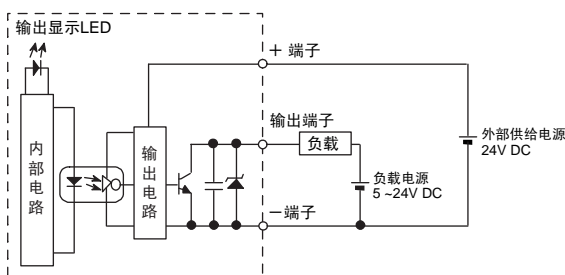 输出显示LED
＋ 端子
输出端子
负载
内部电路
输出电路
外部供给电源
24V DC
负载电源
5 ~24V DC
－端子